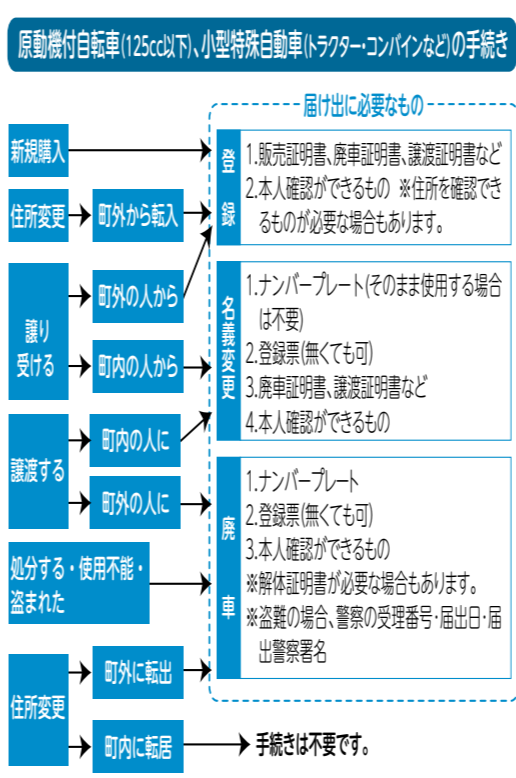 原動機付自転車(125cc以下)、小型特殊自動車(トラクター・コンバインなど)の手続き
届け出に必要なもの
新規購入
住所変更
町外から転入
登録
1.販売証明書、廃車証明書、譲渡証明書など
2.本人確認ができるもの ※住所を確認でき
るものが必要な場合もあります。
譲り
受ける
町外の人から
町内の人から
名義変更
1.ナンバープレート(そのまま使用する場合
は不要)
2.登録票(無くても可)
3.廃車証明書、譲渡証明書など
4.本人確認ができるもの
譲渡する
町内の人に
町外の人に
処分する・使用不能・
盗まれた
廃車
1.ナンバープレート
2.登録票(無くても可)
3.本人確認ができるもの
※解体証明書が必要な場合もあります。
※盗難の場合、警察の受理番号・届出日・届
出警察署名
住所変更
町外に転出
町内に転居
手続きは不要です。